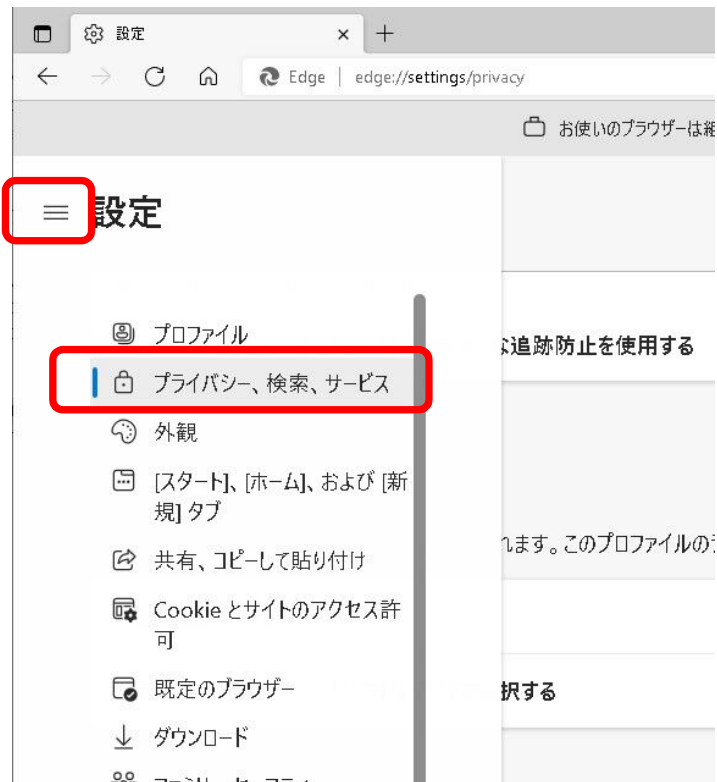 設定
Edge | edge://settings/privacy
お使いのブラウザーは組
設定
プロファイル
な追跡防止を使用する
プライバシー、検索、サービス
外観
[スタート]、[ホーム]、および [新
規] タブ
れます。このプロファイルの
共有、コピーして貼り付け
Cookie とサイトのアクセス許
可
既定のブラウザー
択する
ダウンロード